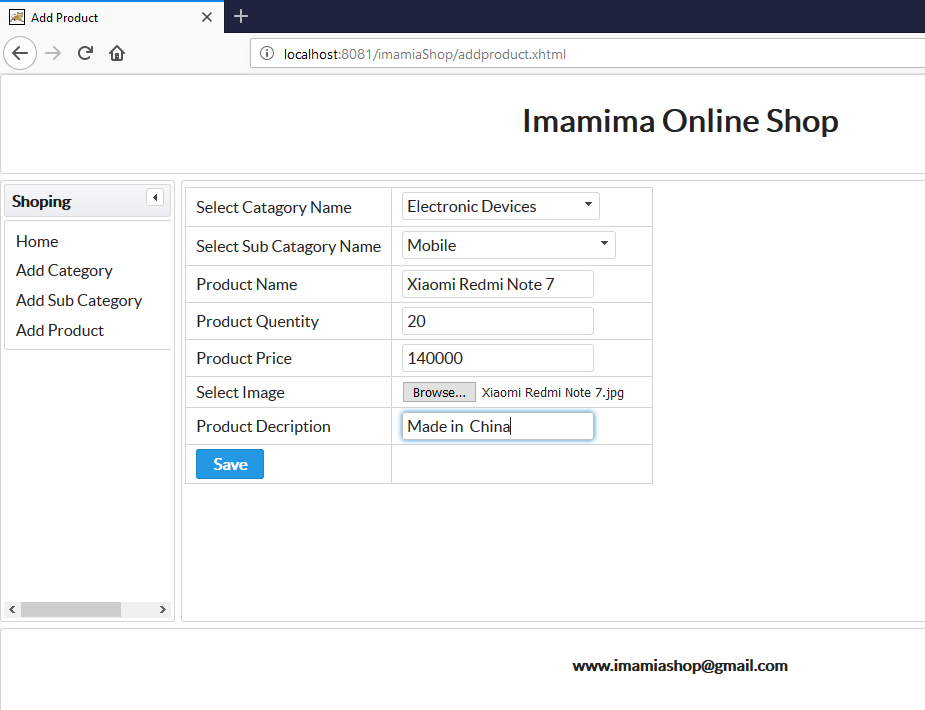 Add Product
localhost:8081/imamiaShop/addproduct.xhtml
Imamima Online Shop
Shoping
Home
Add Category
Add Sub Category
Add Product
Select Catagory Name Electronic Devices
Select Sub Catagory Name Mobile
Product Name Xiaomi Redmi Note 7
Product Quentity 20
Product Price 140000
Select Image Browse... Xiaomi Redmi Note 7.jpg
Product Decription Made in China
Save
www.imamiashop@gmail.com